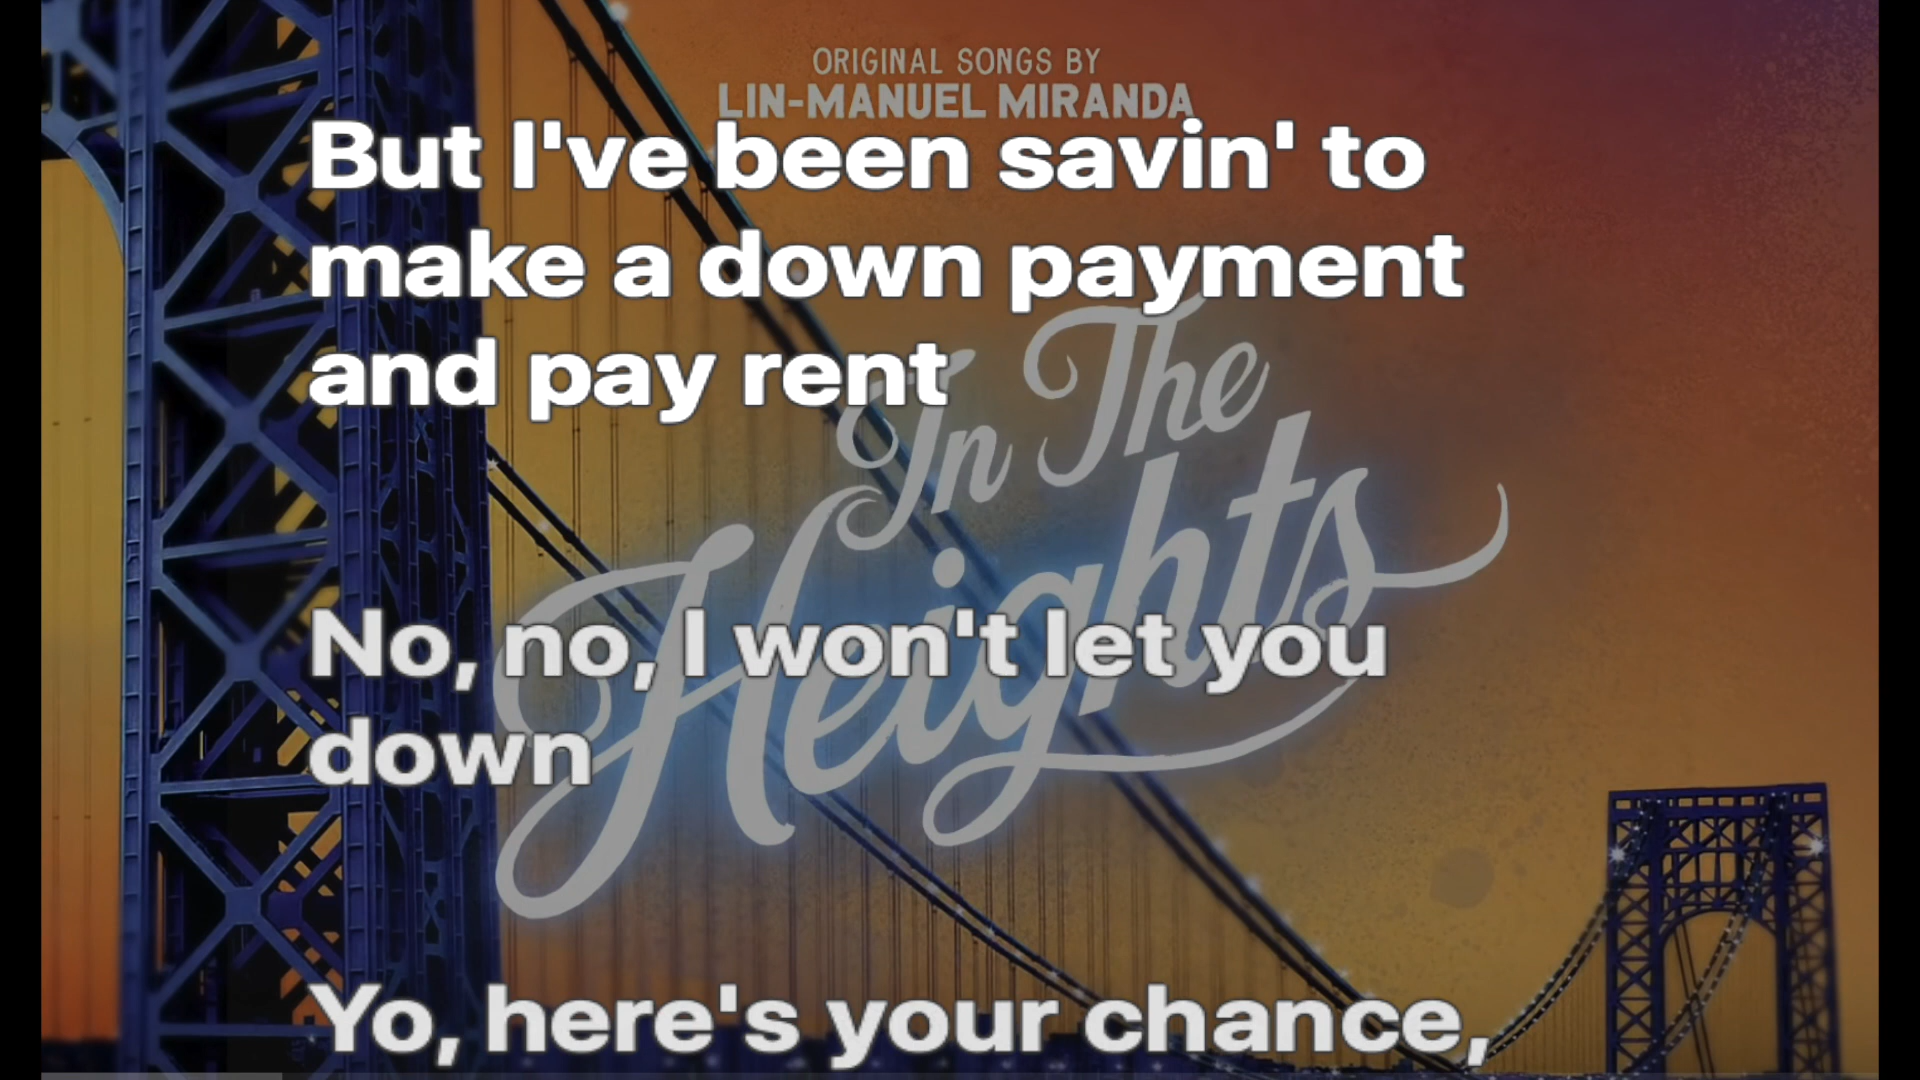 ORIGINAL SONGS BY
LIN-MANUEL MIRANDA
But I've been savin' to
make a down payment
and pay rent
In The
Heights
No, no, I won't let you
down
Yo, here's your chance,